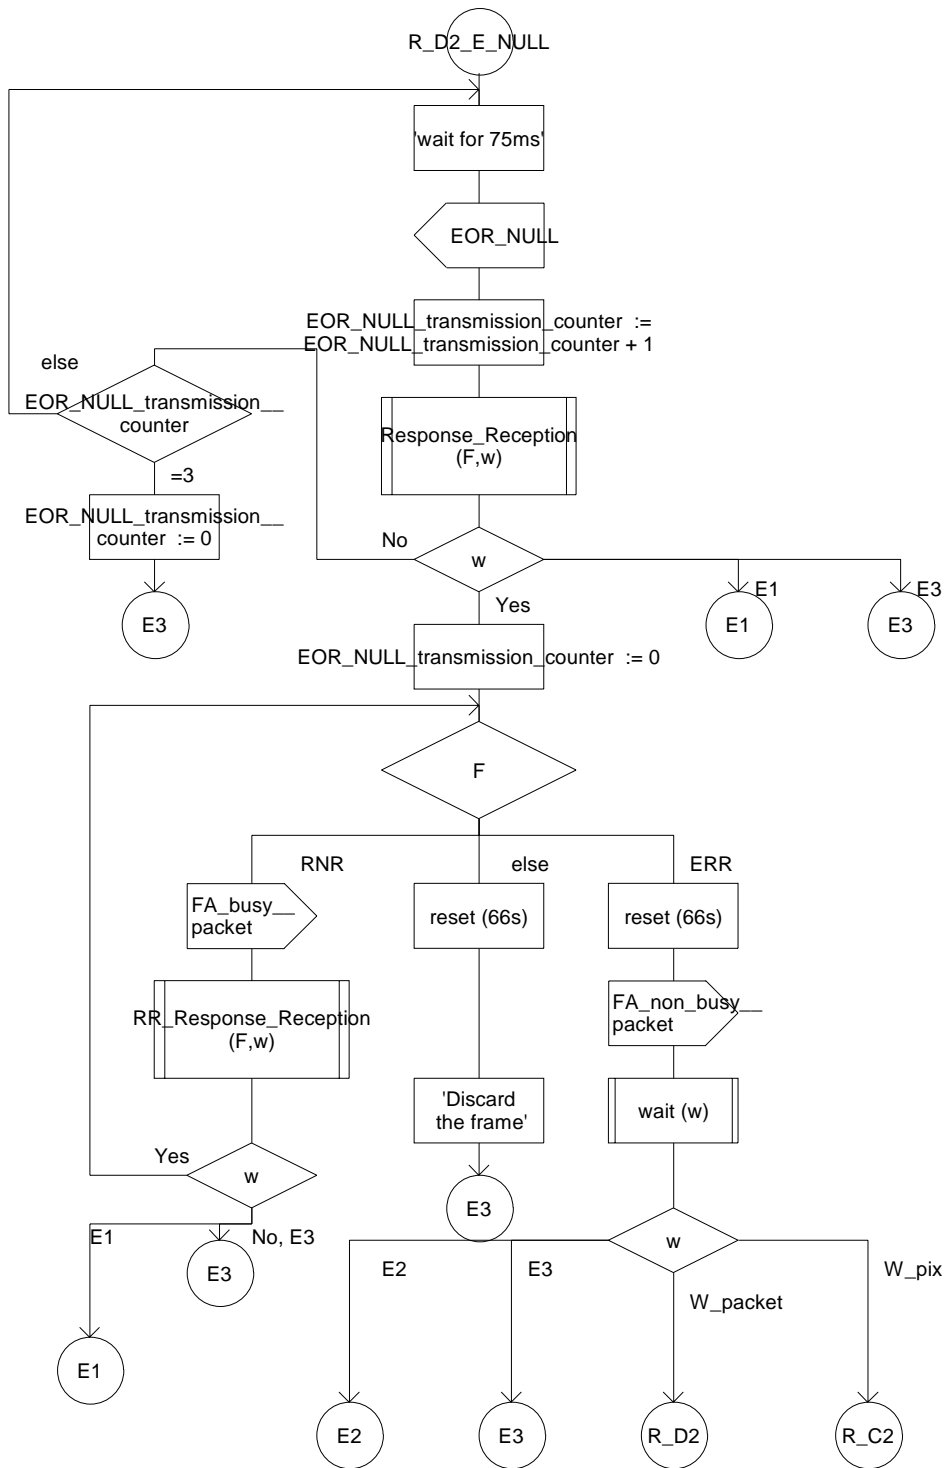 R_D2_E_NULL
'wait for 75ms'
EOR_NULL
EOR_NULL_transmission_counter :=
EOR_NULL_transmission_counter + 1
else
EOR_NULL_transmission__
counter
Response_Reception
(F,w)
=3
EOR_NULL_transmission__
counter := 0
No
w
E1
E3
Yes
E3
E1
E3
EOR_NULL_transmission_counter := 0
F
RNR
else
ERR
FA_busy__
packet
reset (66s)
reset (66s)
FA_non_busy__
packet
RR_Response_Reception
(F,w)
'Discard
the frame'
wait (w)
Yes
w
E3
E1
No, E3
E3
w
E2
E3
W_pix
W_packet
E1
E2
E3
R_D2
R_C2